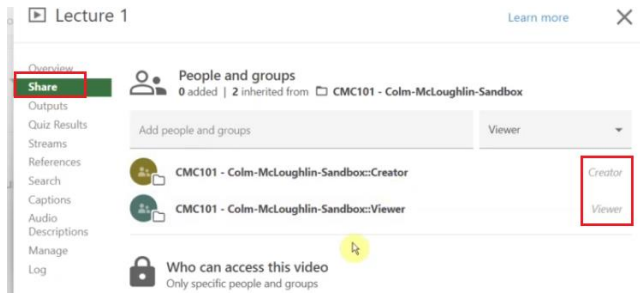 Lecture 1
Learn more
Overview
Share
Outputs
Quiz Results
Streams
References
Search
Captions
Audio
Descriptions
Manage
Log
People and groups
0 added | 2 inherited from CMC101 - Colm-McLoughlin-Sandbox
Add people and groups
Viewer
CMC101 - Colm-McLoughlin-Sandbox::Creator
Creator
CMC101 - Colm-McLoughlin-Sandbox::Viewer
Viewer
Who can access this video
Only specific people and groups